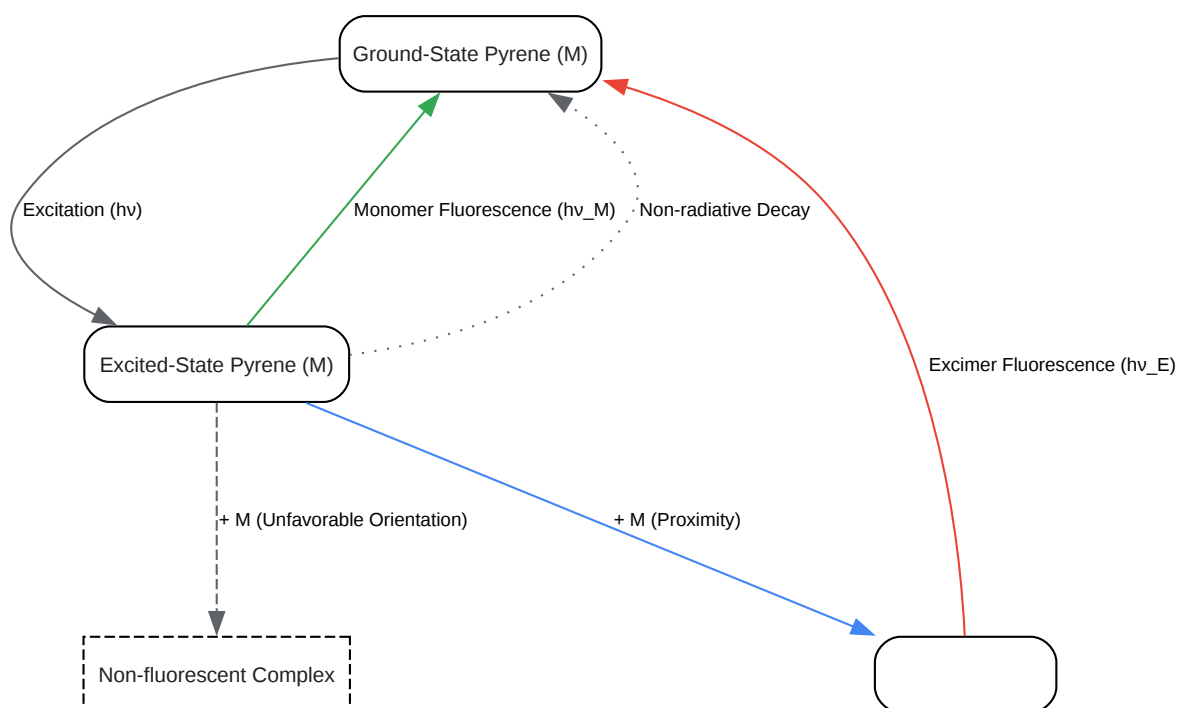 Ground-State Pyrene (M)
Excitation (hν)
Monomer Fluorescence (hν_M)
Non-radiative Decay
Excited-State Pyrene (M)
Excimer Fluorescence (hν_E)
+ M (Unfavorable Orientation)
+ M (Proximity)
Non-fluorescent Complex